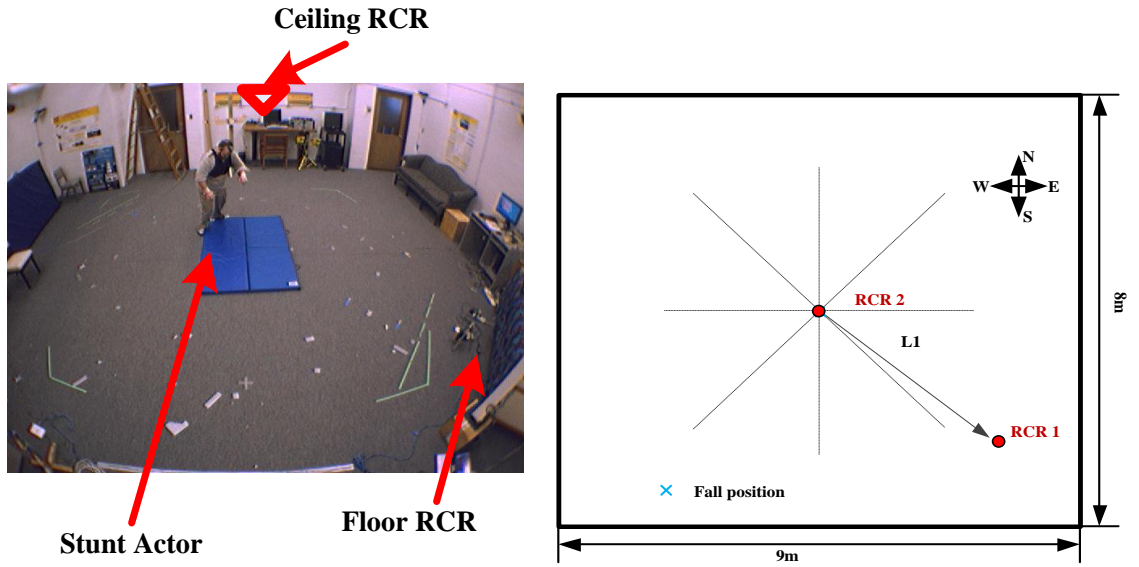 Ceiling RCR
Stunt Actor
Floor RCR
N
W E
S
RCR 2
L1
RCR 1
Fall position
8m
9m